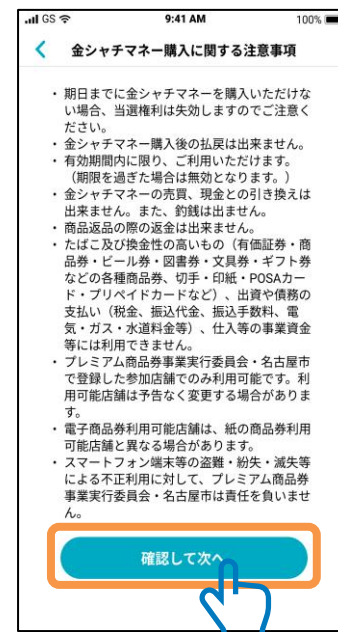 GS 9:41 AM 100%
金シャチマネー購入に関する注意事項
・ 期日までに金シャチマネーを購入いただけな
い場合、当選権利は失効しますのでご注意く
ださい。
・ 金シャチマネー購入後の払戻は出来ません。
・ 有効期間内に限り、ご利用いただけます。
（期限を過ぎた場合は無効となります。）
・ 金シャチマネーの売買、現金との引き換えは
出来ません。また、釣銭は出ません。
・ 商品返品の際の返金は出来ません。
・ たばこ及び換金性の高いもの（有価証券・商
品券・ビール券・図書券・文具券・ギフト券
などの各種商品券、切手・印紙・POSAカー
ド・プリペイドカードなど）、出資や債務の
支払い（税金、振込代金、振込手数料、電
気・ガス・水道料金等）、仕入等の事業資金
等には利用できません。
・ プレミアム商品券事業実行委員会・名古屋市
で登録した参加店舗でのみ利用可能です。利
用可能店舗は予告なく変更する場合がありま
す。
・ 電子商品券利用可能店舗は、紙の商品券利用
可能店舗と異なる場合があります。
・ スマートフォン端末等の盗難・紛失・滅失等
による不正利用に対して、プレミアム商品券
事業実行委員会・名古屋市は責任を負いませ
ん。
確認して次へ